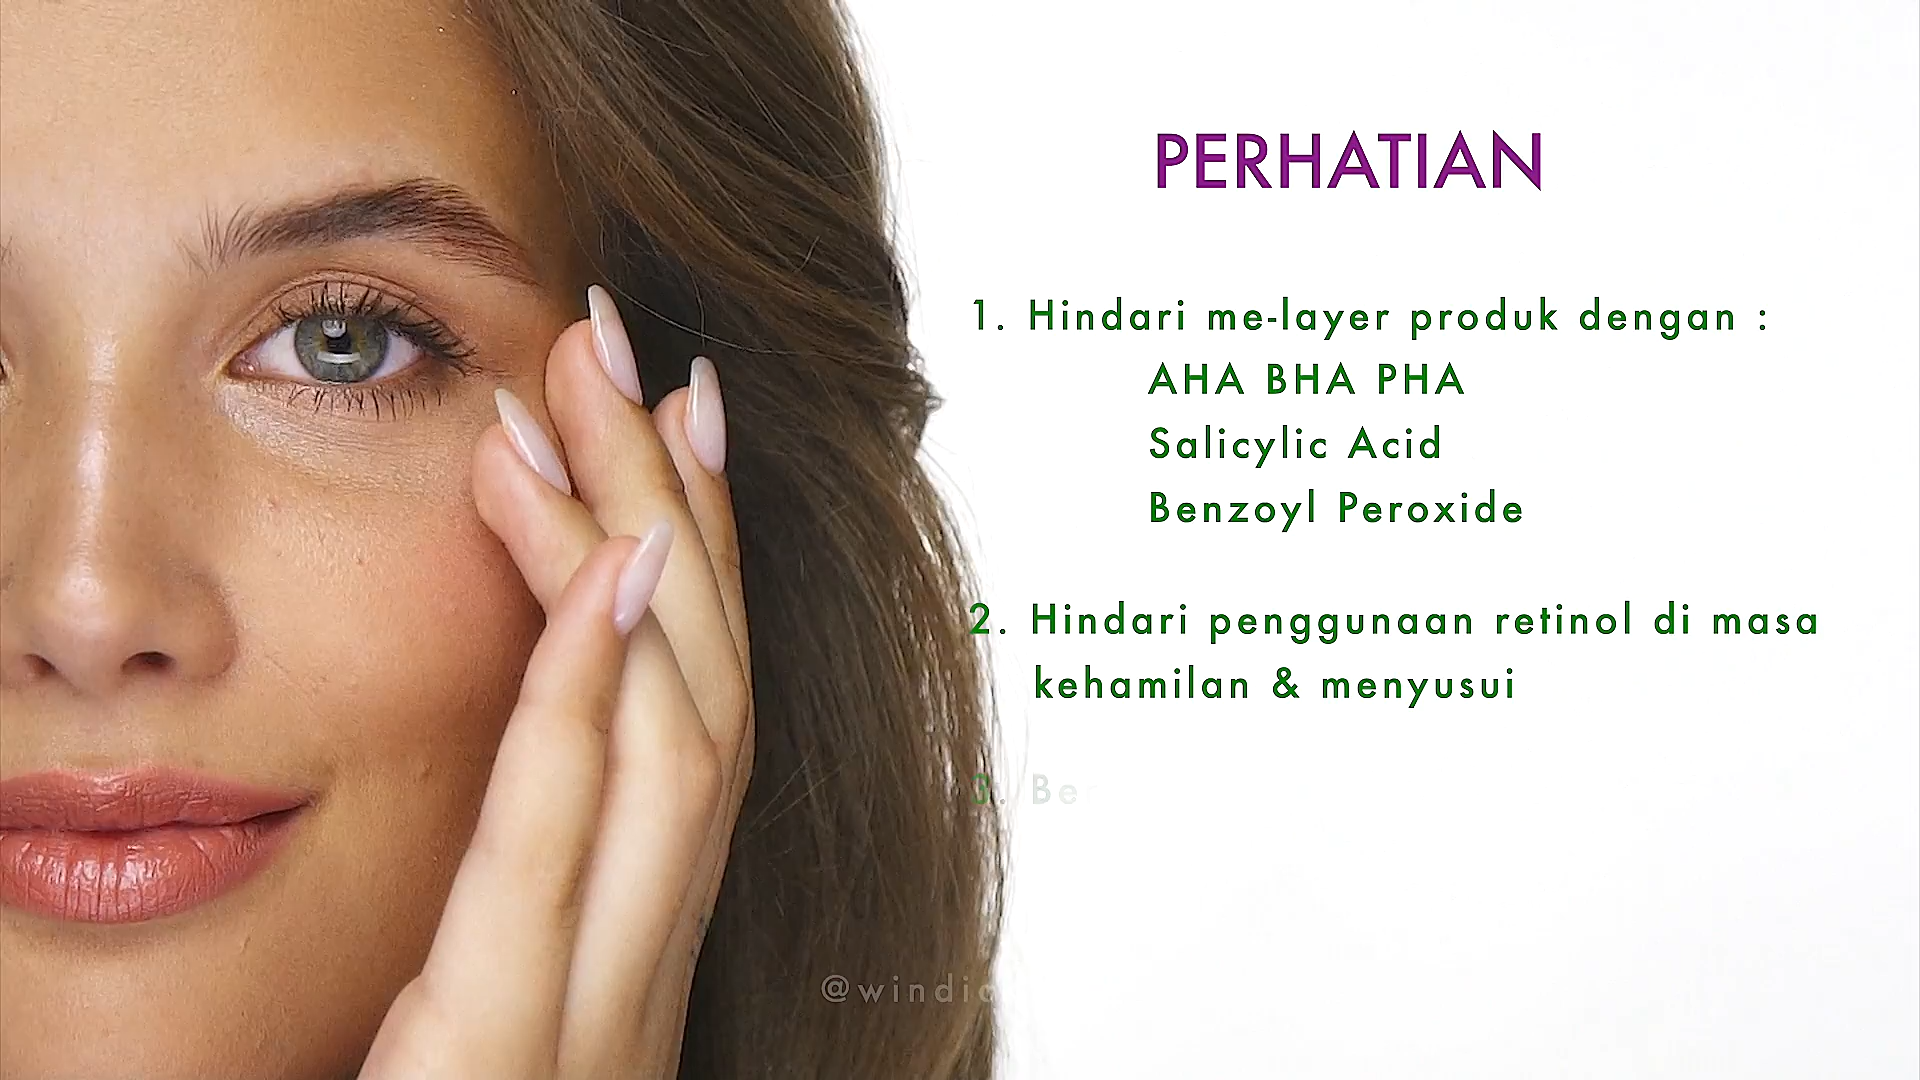 PERHATIAN
1. Hindari me-layer produk dengan :
AHA BHA PHA
Salicylic Acid
Benzoyl Peroxide
2. Hindari penggunaan retinol di masa
kehamilan & menyusui
3.